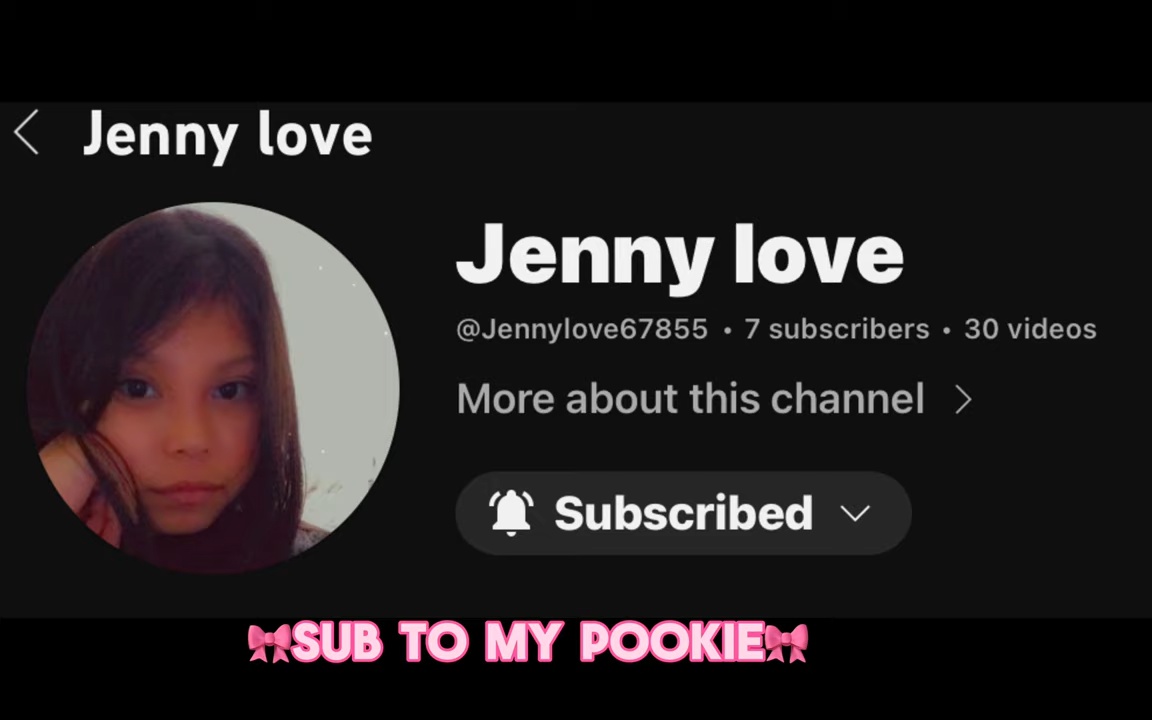 Jenny love
Jenny love
@Jennylove67855 • 7 subscribers • 30 videos
More about this channel >
Subscribed
🎀SUB TO MY POOKIE🎀